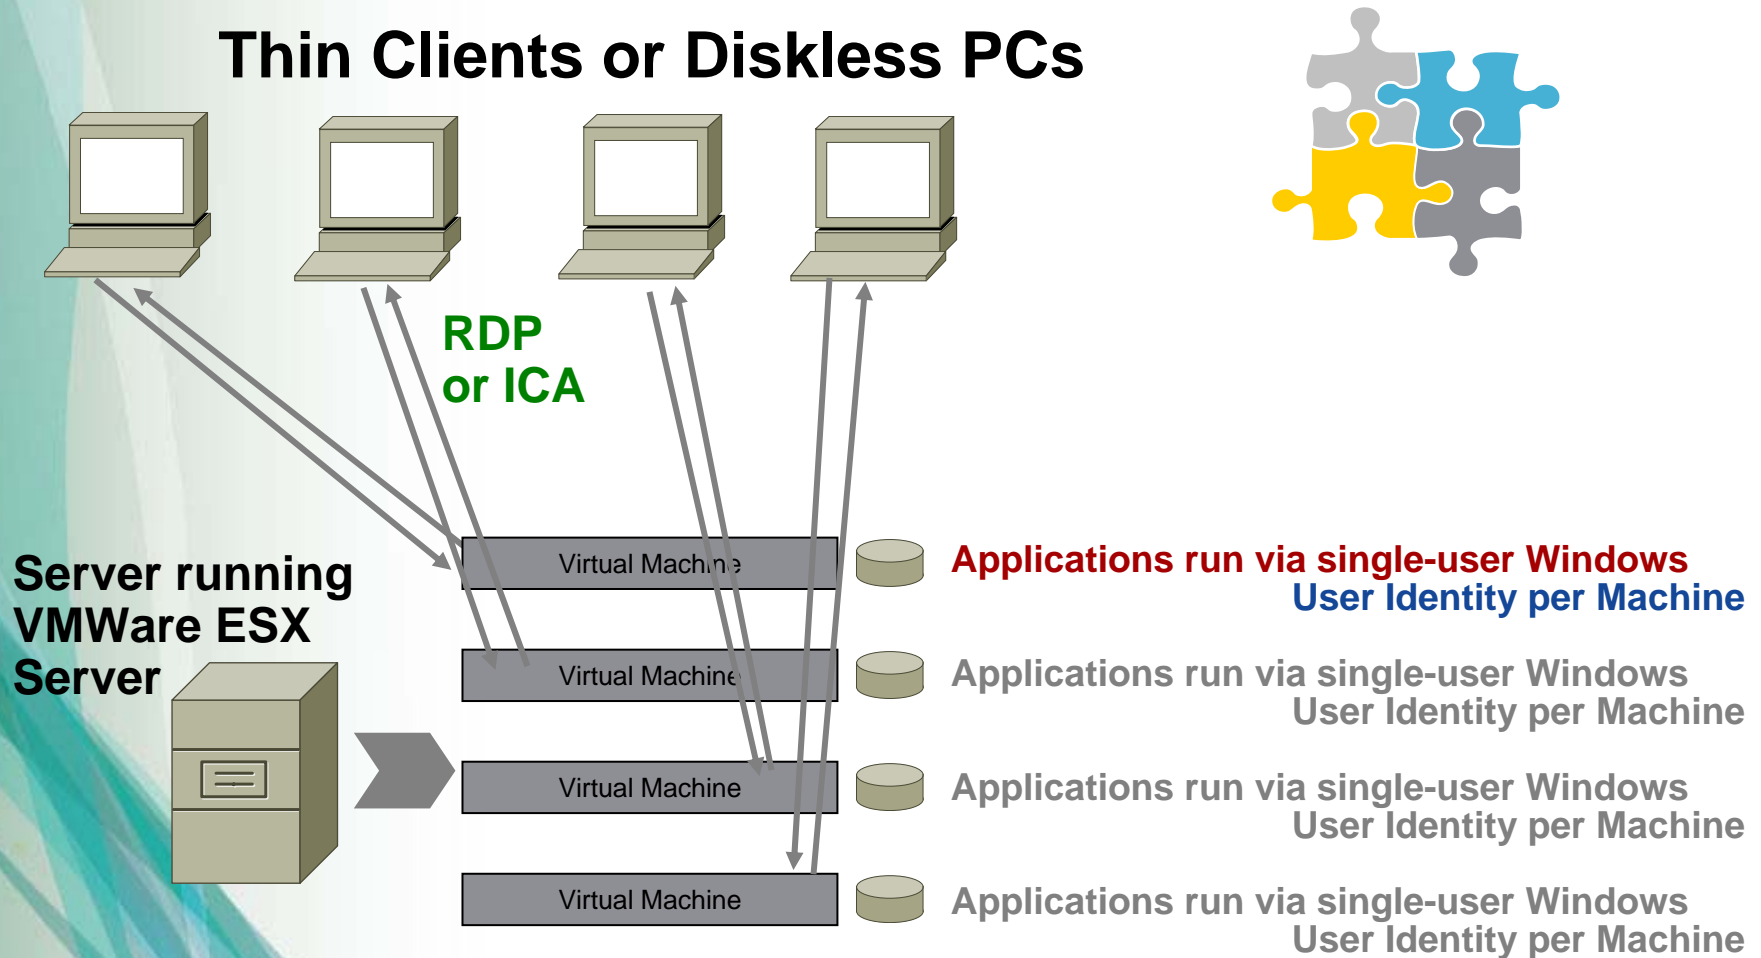 Thin Clients or Diskless PCs
RDP
or ICA
Server running
VMWare ESX
Server
Virtual Machine
Applications run via single-user Windows
User Identity per Machine
Virtual Machine
Applications run via single-user Windows
User Identity per Machine
Virtual Machine
Applications run via single-user Windows
User Identity per Machine
Virtual Machine
Applications run via single-user Windows
User Identity per Machine